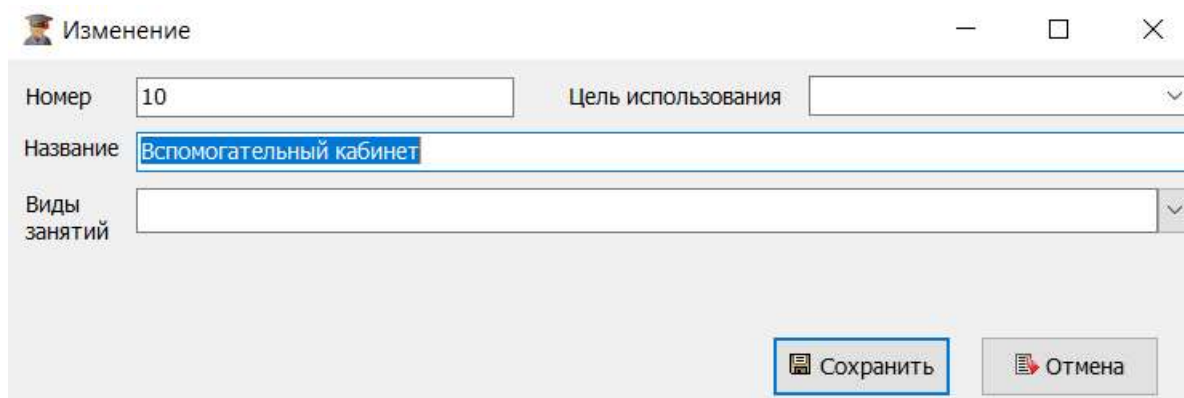 Изменение
Номер 10 Цель использования
Название Вспомогательный кабинет
Виды
занятий
Сохранить Отмена